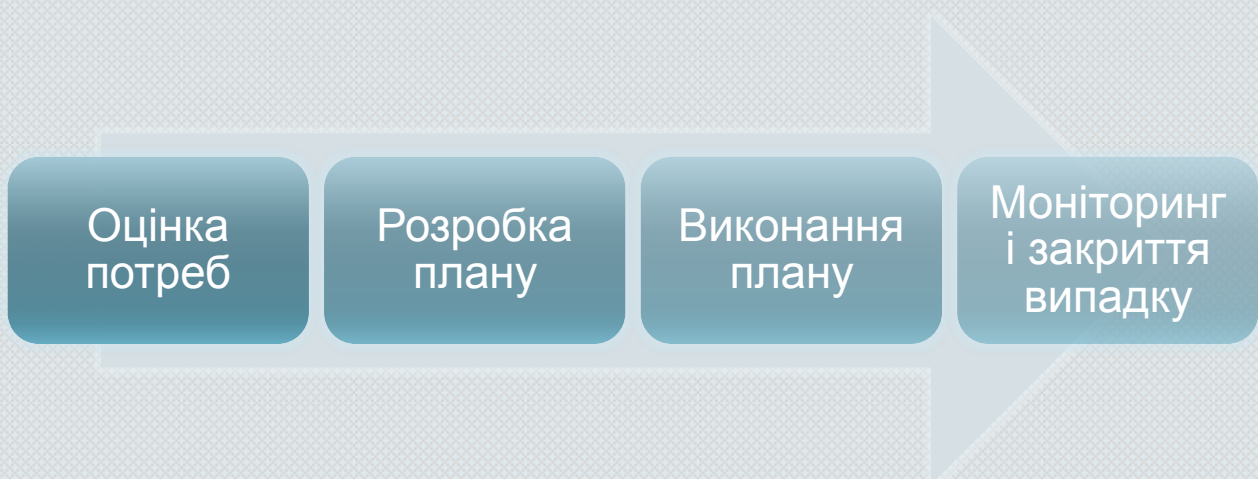 Оцінка
потреб
Розробка
плану
Виконання
плану
Моніторинг
і закриття
випадку